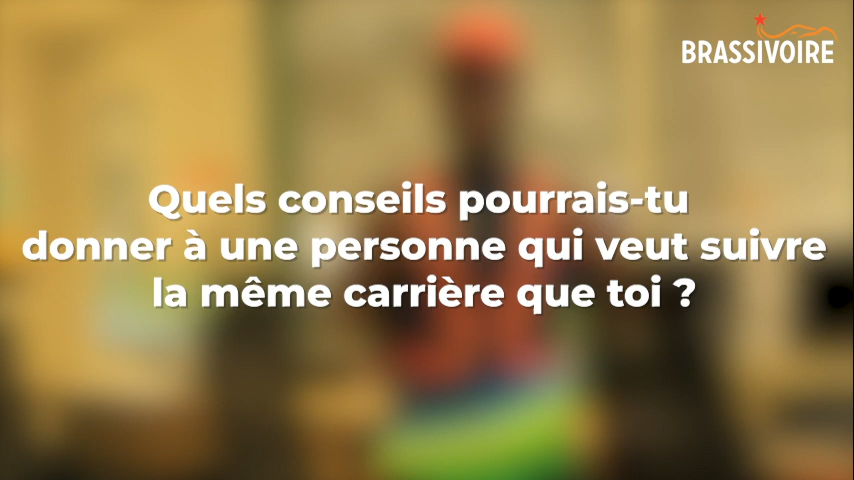 BRASSIVOIRE
Quels conseils pourrais-tu
donner à une personne qui veut suivre
la même carrière que toi ?